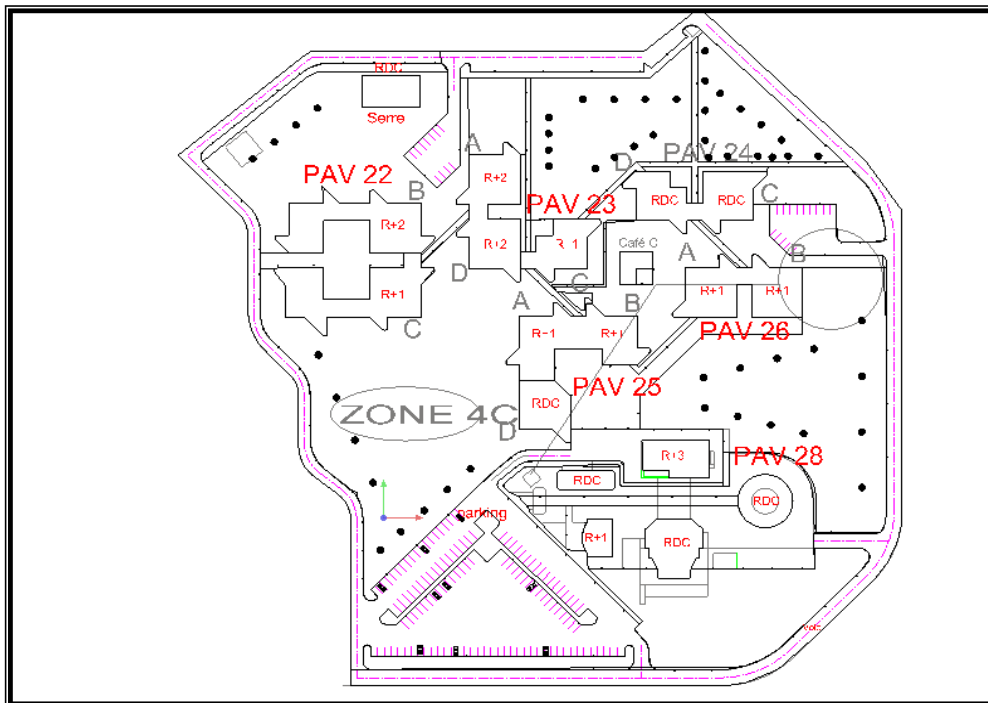 RDC
Serre
A
PAV 22
B
R+2
R+2
R+2
D
PAV 24
RDC
RDC
C
PAV 23
R-1
Café C
A
B
D
C
R+1
C
A
B
R+1
R+1
PAV 26
R-1
R+1
PAV 25
ZONE 4C
RDC
D
R+3
PAV 28
RDC
RDC
parking
R+1
RDC